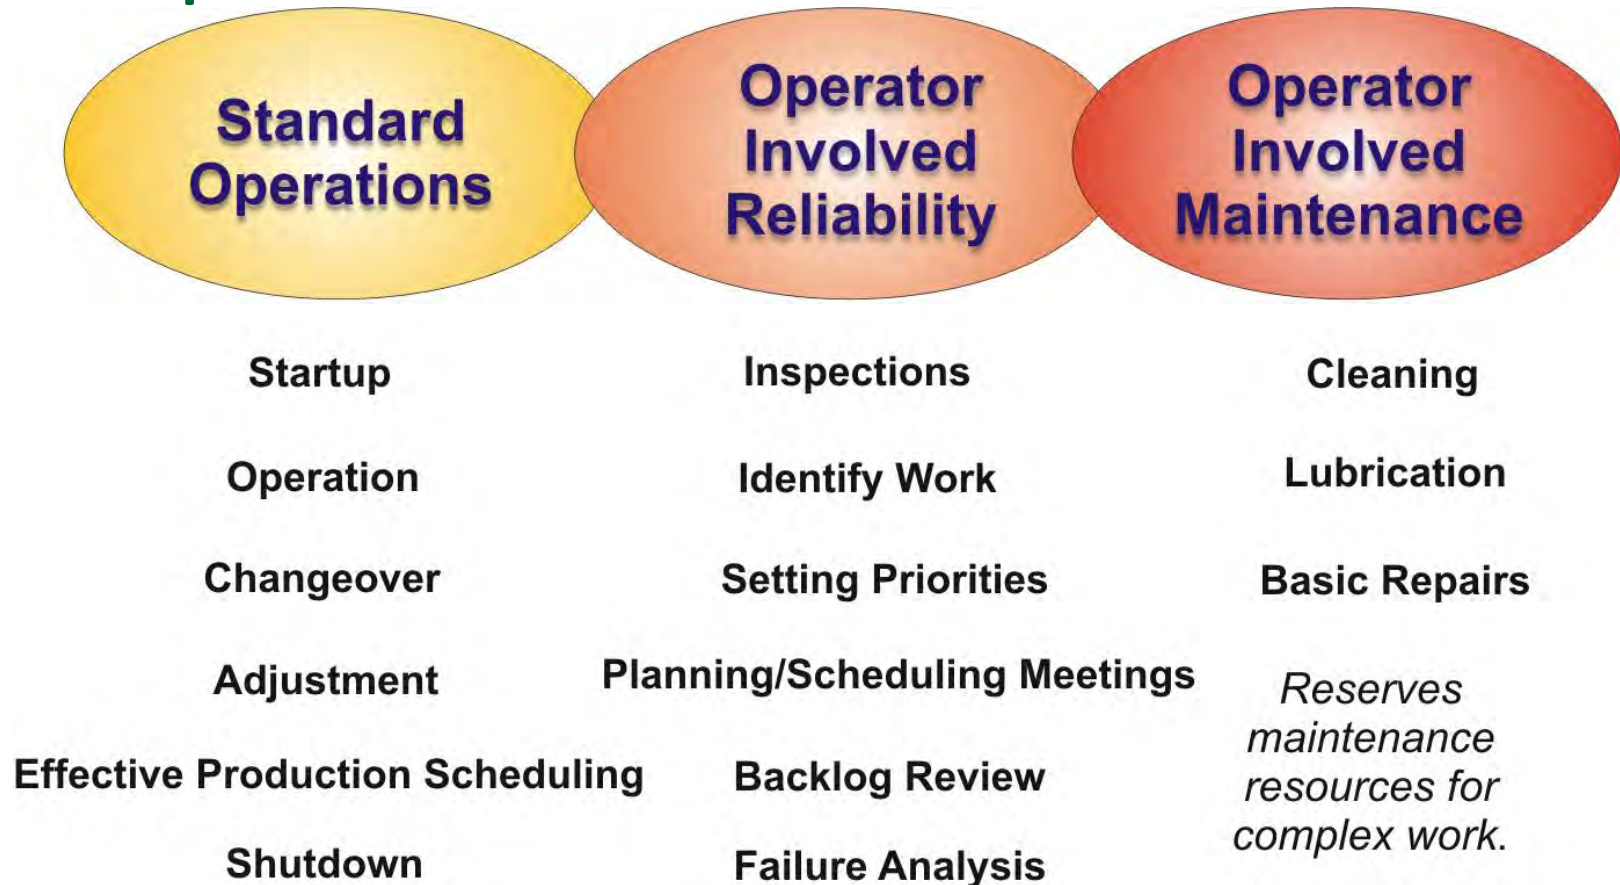 Standard
Operations
Operator
Involved
Reliability
Operator
Involved
Maintenance
Startup
Operation
Changeover
Adjustment
Effective Production Scheduling
Shutdown
Inspections
Identify Work
Setting Priorities
Planning/Scheduling Meetings
Backlog Review
Failure Analysis
Cleaning
Lubrication
Basic Repairs
Reserves
maintenance
resources for
complex work.